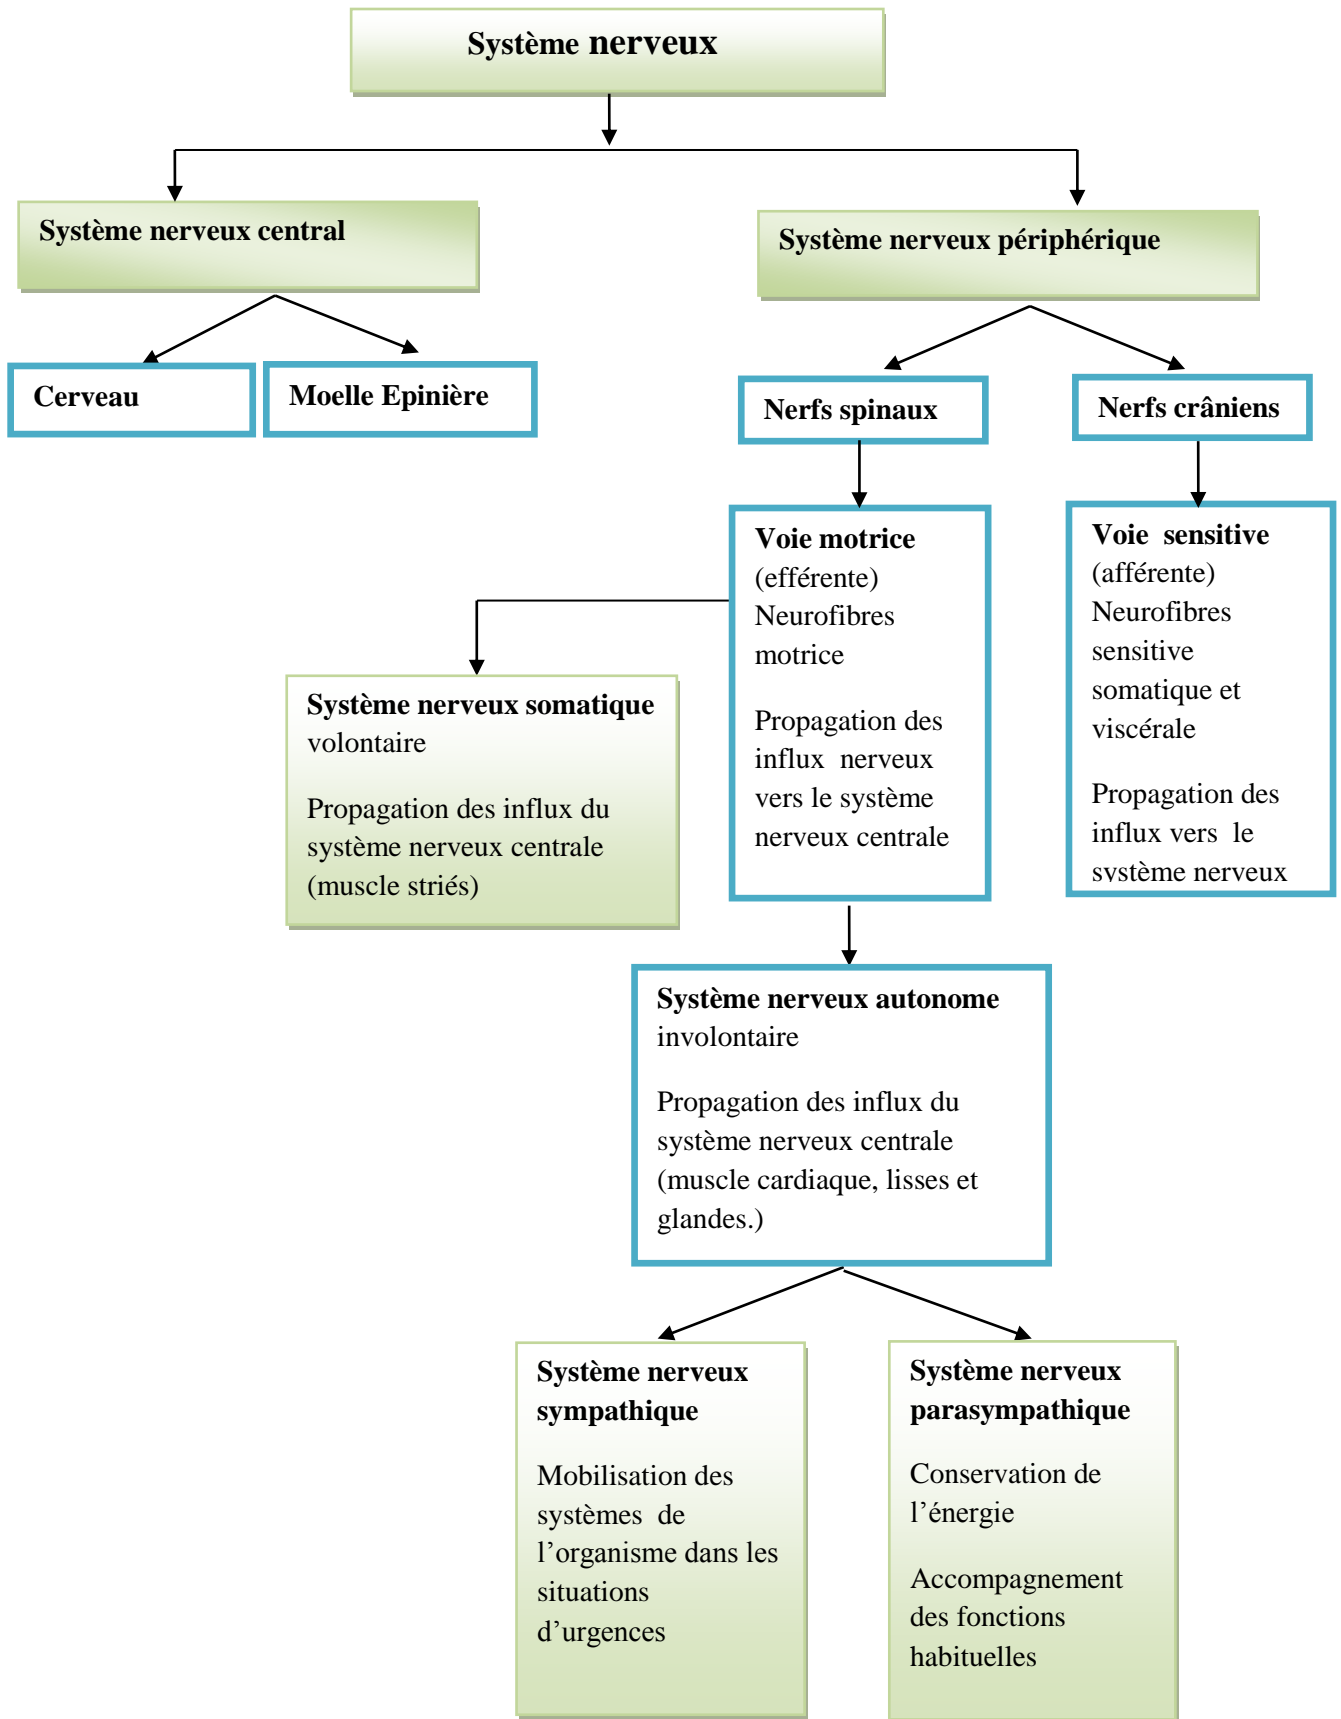 Système nerveux
Système nerveux central
Système nerveux périphérique
Cerveau
Moelle Epinière
Nerfs spinaux
Nerfs crâniens
Voie motrice
(efférente)
Neurofibres
motrice
Propagation des
influx nerveux
vers le système
nerveux centrale
Voie sensitive
(afférente)
Neurofibres
sensitive
somatique et
viscérale
Propagation des
influx vers le
système nerveux
Système nerveux somatique
volontaire
Propagation des influx du
système nerveux centrale
(muscle striés)
Système nerveux autonome
involontaire
Propagation des influx du
système nerveux centrale
(muscle cardiaque, lisses et
glandes.)
Système nerveux
sympathique
Mobilisation des
systèmes de
l’organisme dans les
situations
d’urgences
Système nerveux
parasympathique
Conservation de
l’énergie
Accompagnement
des fonctions
habituelles